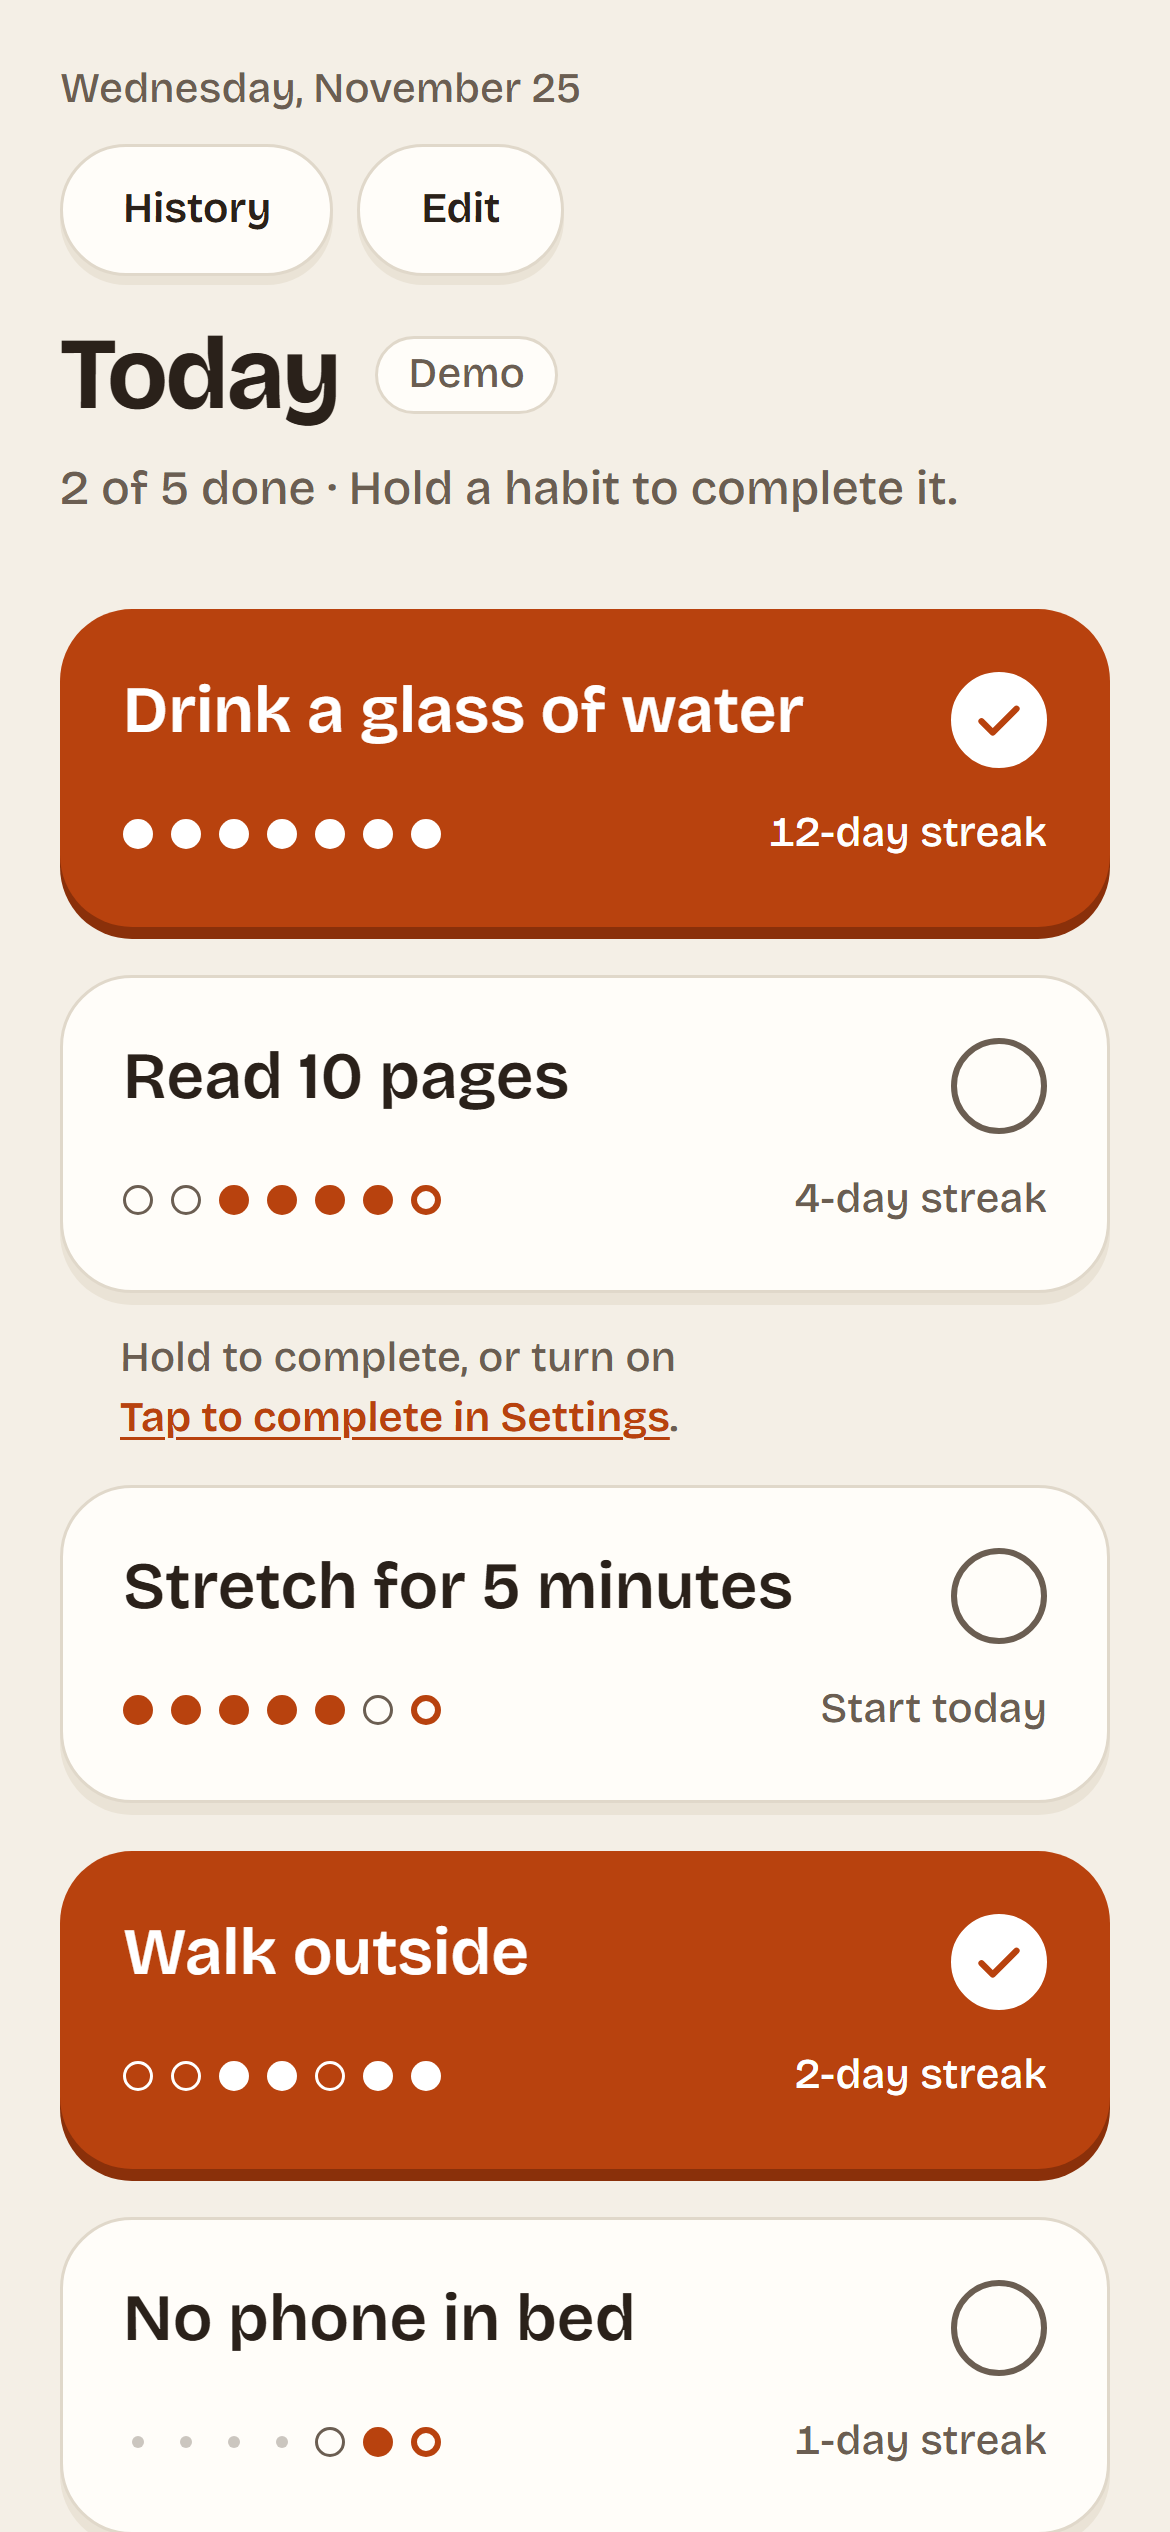 Wednesday, November 25
History
Edit
Today
Demo
2 of 5 done · Hold a habit to complete it.
Drink a glass of water
12-day streak
Read 10 pages
4-day streak
Hold to complete, or turn on
Tap to complete in Settings.
Stretch for 5 minutes
Start today
Walk outside
2-day streak
No phone in bed
1-day streak